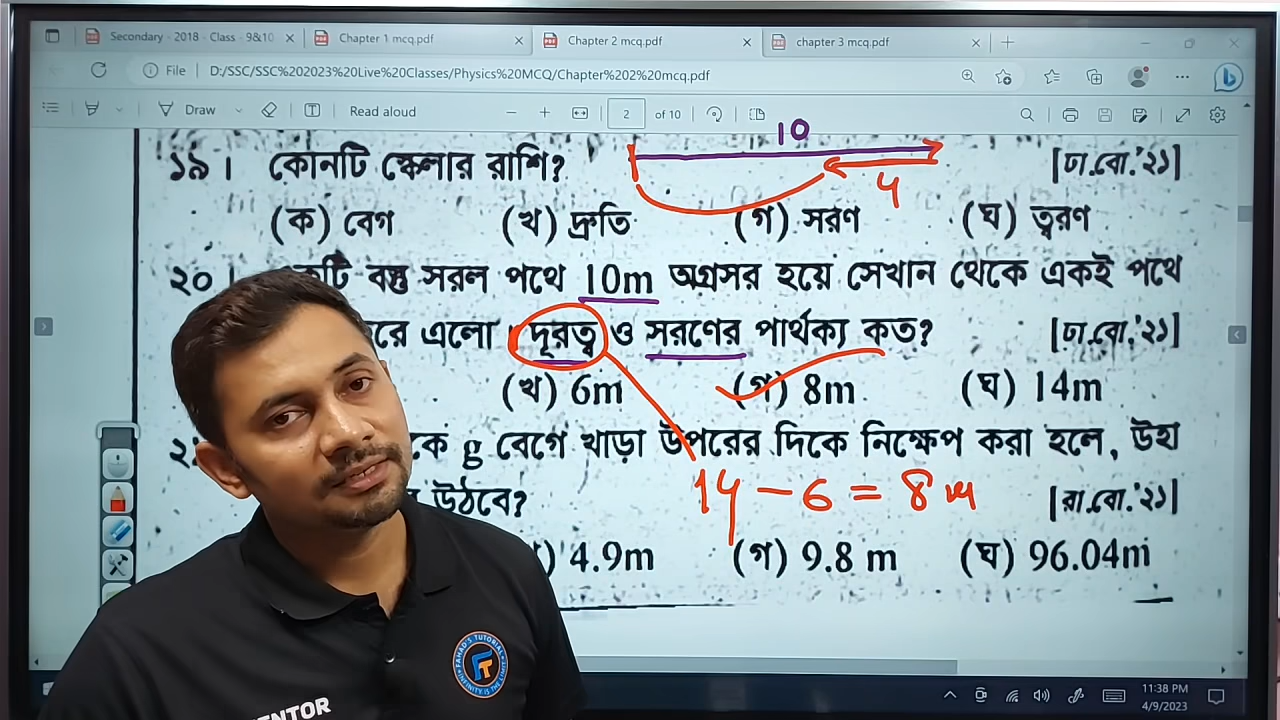 Secondary - 2018 - Class - 9&10
Chapter 1 mcq.pdf
Chapter 2 mcq.pdf
chapter 3 mcq.pdf
File D:/SSC/SSC%202023%20Live%20Classes/Physics%20MCQ/Chapter%202%20mcq.pdf
Draw Read aloud 2 of 10
10
১৯। কোনটি স্কেলার রাশি? [ঢা.বো.'২১]
4
(ক) বেগ (খ) দ্রুতি (গ) সরণ (ঘ) ত্বরণ
২০। বস্তু সরল পথে 10m অগ্রসর হয়ে সেখান থেকে একই পথে
এলো। দূরত্ব ও সরণের পার্থক্য কত? [ঢা.বো.'২১]
(খ) 6m (গ) 8m (ঘ) 14m
g বেগে খাড়া উপরের দিকে নিক্ষেপ করা হলে, উহা
14 - 6 = 8 m
উঠবে? [রা.বো.'২১]
4.9m (গ) 9.8 m (ঘ) 96.04m
FAHAD'S TUTORIAL
11:38 PM
4/9/2023